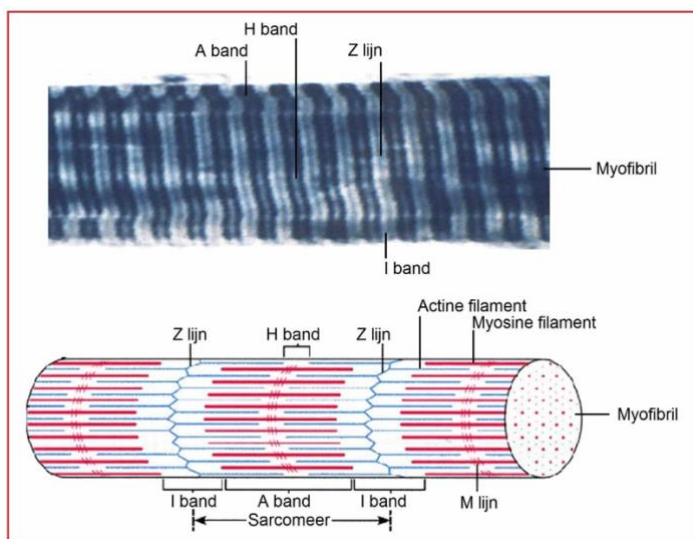 H band
A band
Z lijn
Myofibril
I band
Actine filament
Z lijn
H band
Z lijn
Myosine filament
Myofibril
I band
A band
I band
M lijn
Sarcomeer